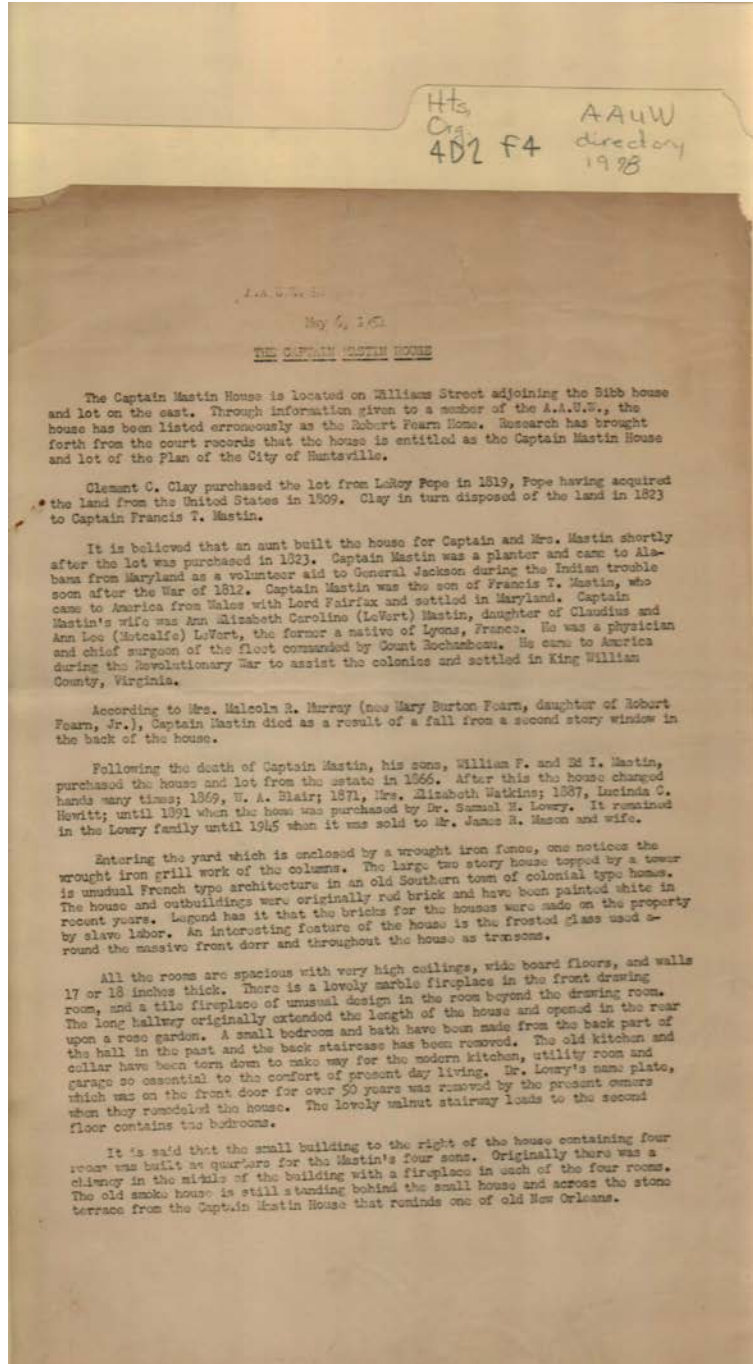 Hts,
Org.
4D2 F4
AAUW
directory
1978
May 6, 1951
THE CAPTAIN MASTIN HOUSE
The Captain Mastin House is located on Williams Street adjoining the Bibb house
and lot on the east. Through information given to a member of the A.A.U.W., the
house has been listed erroneously as the Robert Fearn Home. Research has brought
forth from the court records that the house is entitled as the Captain Mastin House
and lot of the Plan of the City of Huntsville.
Clement C. Clay purchased the lot from LeRoy Pope in 1819, Pope having acquired
the land from the United States in 1809. Clay in turn disposed of the land in 1823
to Captain Francis T. Mastin.
It is believed that an aunt built the house for Captain and Mrs. Mastin shortly
after the lot was purchased in 1823. Captain Mastin was a planter and came to Ala-
bama from Maryland as a volunteer aid to General Jackson during the Indian trouble
soon after the War of 1812. Captain Mastin was the son of Francis T. Mastin, who
came to America from Wales with Lord Fairfax and settled in Maryland. Captain
Mastin's wife was Ann Elizabeth Caroline (LeVert) Mastin, daughter of Claudius and
Ann Lee (Metcalfe) LeVert, the former a native of Lyons, France. He was a physician
and chief surgeon of the fleet commanded by Count Rochambeau. He came to America
during the Revolutionary War to assist the colonies and settled in King William
County, Virginia.
According to Mrs. Malcolm R. Murray (nee Mary Burton Fearn, daughter of Robert
Fearn, Jr.), Captain Mastin died as a result of a fall from a second story window in
the back of the house.
Following the death of Captain Mastin, his sons, William F. and Ed I. Mastin,
purchased the house and lot from the estate in 1866. After this the house changed
hands many times; 1869, W. A. Blair; 1871, Mrs. Elizabeth Watkins; 1887, Lucinda C.
Hewitt; until 1891 when the home was purchased by Dr. Samuel H. Lowry. It remained
in the Lowry family until 1945 when it was sold to Mr. James R. Mason and wife.
Entering the yard which is enclosed by a wrought iron fence, one notices the
wrought iron grill work of the columns. The large two story house topped by a tower
is unudual French type architecture in an old Southern town of colonial type homes.
The house and outbuildings were originally red brick and have been painted white in
recent years. Legend has it that the bricks for the houses were made on the property
by slave labor. An interesting feature of the house is the frosted glass used a-
round the massive front dorr and throughout the house as transoms.
All the rooms are spacious with very high ceilings, wide board floors, and walls
17 or 18 inches thick. There is a lovely marble fireplace in the front drawing
room, and a tile fireplace of unusual design in the room beyond the drawing room.
The long hallway originally extended the length of the house and opened in the rear
upon a rose garden. A small bedroom and bath have been made from the back part of
the hall in the past and the back staircase has been removed. The old kitchen and
cellar have been torn down to make way for the modern kitchen, utility room and
garage so essential to the comfort of present day living. Dr. Lowry's name plate,
which was on the front door for over 50 years was removed by the present owners
when they remodeled the house. The lovely walnut stairway leads to the second
floor contains the bedrooms.
It is said that the small building to the right of the house containing four
rooms was built as quarters for the Mastin's four sons. Originally there was a
chimney in the middle of the building with a fireplace in each of the four rooms.
The old smoke house is still standing behind the small house and across the stone
terrace from the Captain Mastin House that reminds one of old New Orleans.